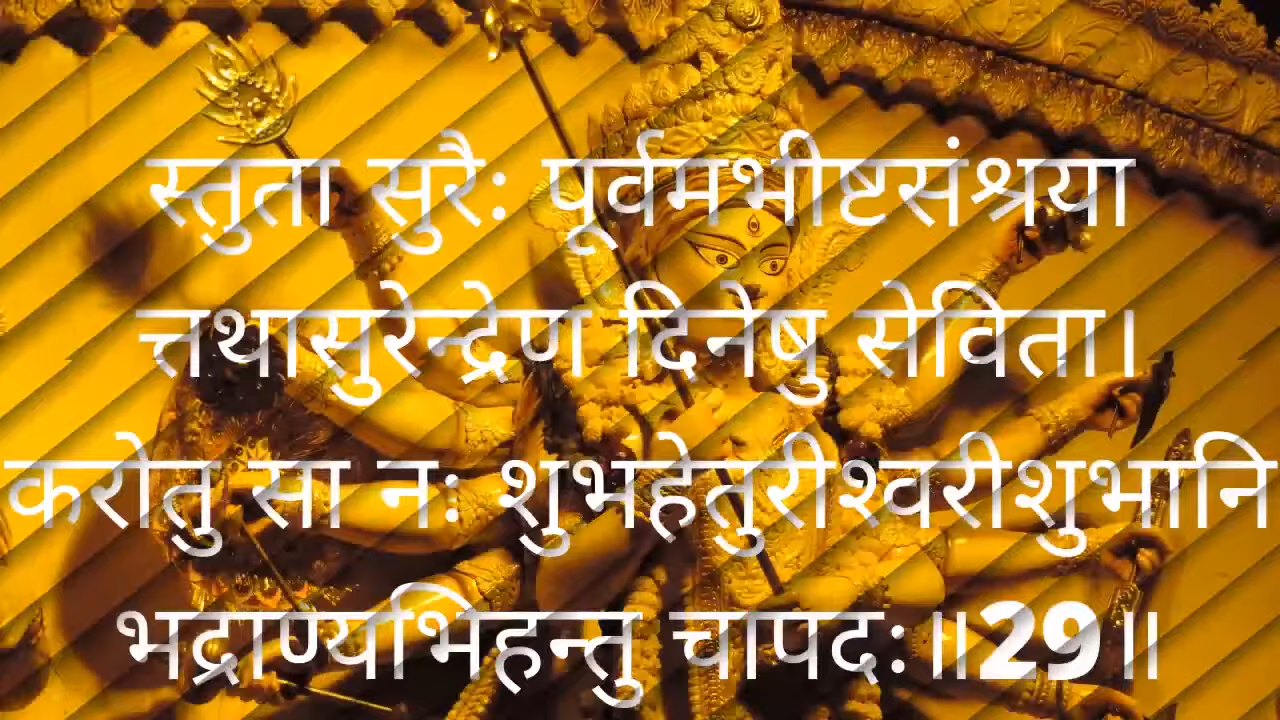 स्तुता सुरैः पूर्वमभीष्टसंश्रया
त्तथासुरेन्द्रेण दिनेषु सेविता।
करोतु सा नः शुभहेतुरीश्वरीशुभानि
भद्राण्यभिहन्तु चापदः॥29॥